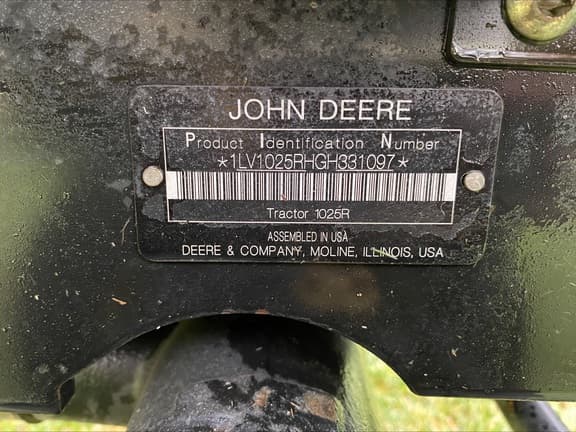 JOHN DEERE
Product Identification Number
*1LV1025RHGH331097*
Tractor 1025R
ASSEMBLED IN USA
DEERE & COMPANY, MOLINE, ILLINOIS, USA